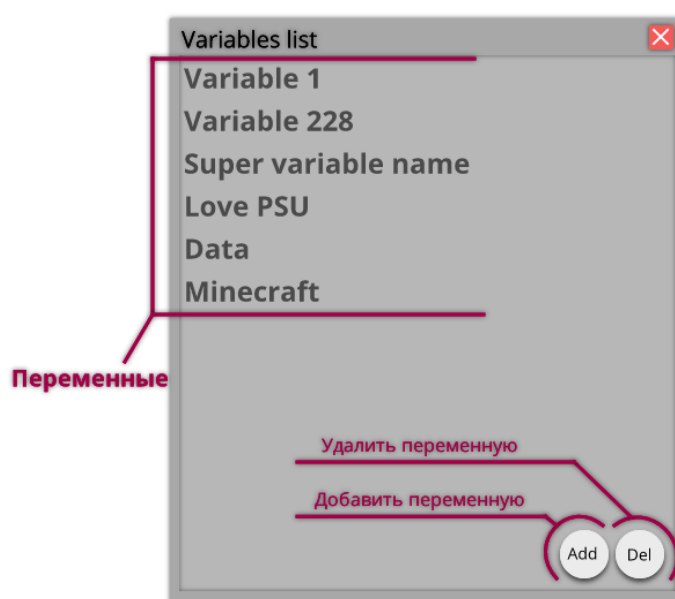 Variables list
Variable 1
Variable 228
Super variable name
Love PSU
Data
Minecraft
Переменные
Удалить переменную
Добавить переменную
Add
Del